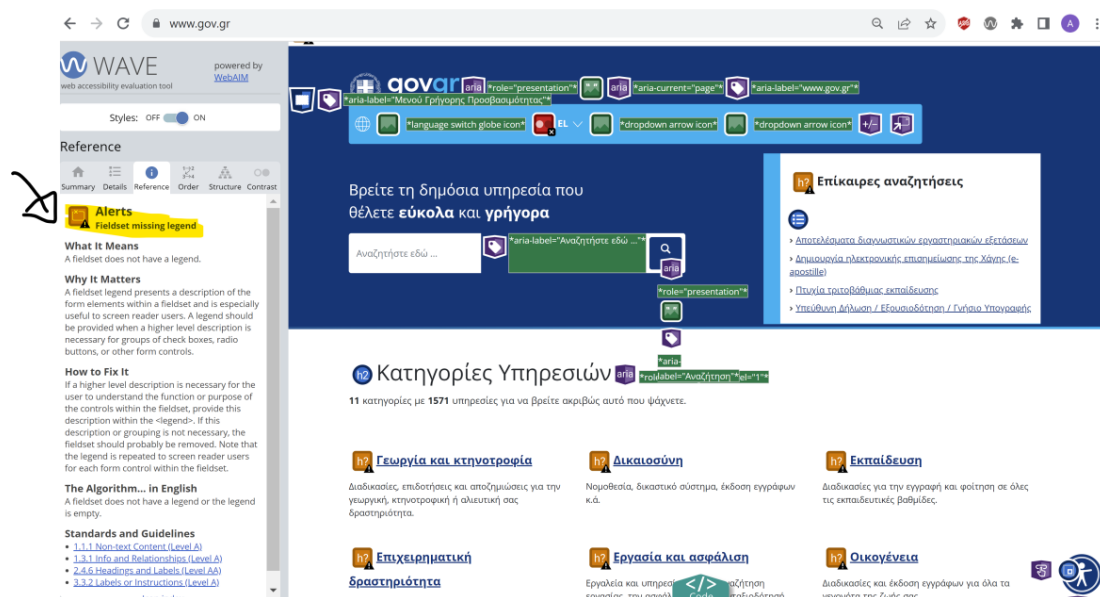 www.gov.gr
A
WAVE
web accessibility evaluation tool
powered by
WebAIM
Styles: OFF ON
Reference
Summary Details Reference Order Structure Contrast
Alerts
Fieldset missing legend
What It Means
A fieldset does not have a legend.
Why It Matters
A fieldset legend presents a description of the
form elements within a fieldset and is especially
useful to screen reader users. A legend should
be provided when a higher level description is
necessary for groups of check boxes, radio
buttons, or other form controls.
How to Fix It
If a higher level description is necessary for the
user to understand the function or purpose of
the controls within the fieldset, provide this
description within the <legend>. If this
description or grouping is not necessary, the
fieldset should probably be removed. Note that
the legend is repeated to screen reader users
for each form control within the fieldset.
The Algorithm... in English
A fieldset does not have a legend or the legend
is empty.
Standards and Guidelines
• 1.1.1 Non-text Content (Level A)
• 1.3.1 Info and Relationships (Level A)
• 2.4.6 Headings and Labels (Level AA)
• 3.3.2 Labels or Instructions (Level A)
govgr aria *role="presentation"* aria *aria-current="page"* *aria-label="www.gov.gr"*
*aria-label="Μενού Γρήγορης Προσβασιμότητας"*
*language switch globe icon* EL *dropdown arrow icon* *dropdown arrow icon* +/-
Βρείτε τη δημόσια υπηρεσία που
θέλετε εύκολα και γρήγορα
Αναζητήστε εδώ ... *aria-label="Αναζητήστε εδώ ..."*
aria
*role="presentation"*
h? Επίκαιρες αναζητήσεις
› Αποτελέσματα διαγνωστικών εργαστηριακών εξετάσεων
› Δημιουργία ηλεκτρονικής επισημείωσης της Χάγης (e-
apostille)
› Πτυχία τριτοβάθμιας εκπαίδευσης
› Υπεύθυνη Δήλωση / Εξουσιοδότηση / Γνήσιο Υπογραφής
*aria-
h2 Κατηγορίες Υπηρεσιών aria label="Αναζήτηση"* el="1"*
11 κατηγορίες με 1571 υπηρεσίες για να βρείτε ακριβώς αυτό που ψάχνετε.
h? Γεωργία και κτηνοτροφία
Διαδικασίες, επιδοτήσεις και αποζημιώσεις για την
γεωργική, κτηνοτροφική ή αλιευτική σας
δραστηριότητα.
h? Δικαιοσύνη
Νομοθεσία, δικαστικό σύστημα, έκδοση εγγράφων
κ.ά.
h? Εκπαίδευση
Διαδικασίες για την εγγραφή και φοίτηση σε όλες
τις εκπαιδευτικές βαθμίδες.
h? Επιχειρηματική
δραστηριότητα
h? Εργασία και ασφάλιση
Εργαλεία και
</> Code
h? Οικογένεια
Διαδικασίες και έκδοση εγγράφων για όλα τα